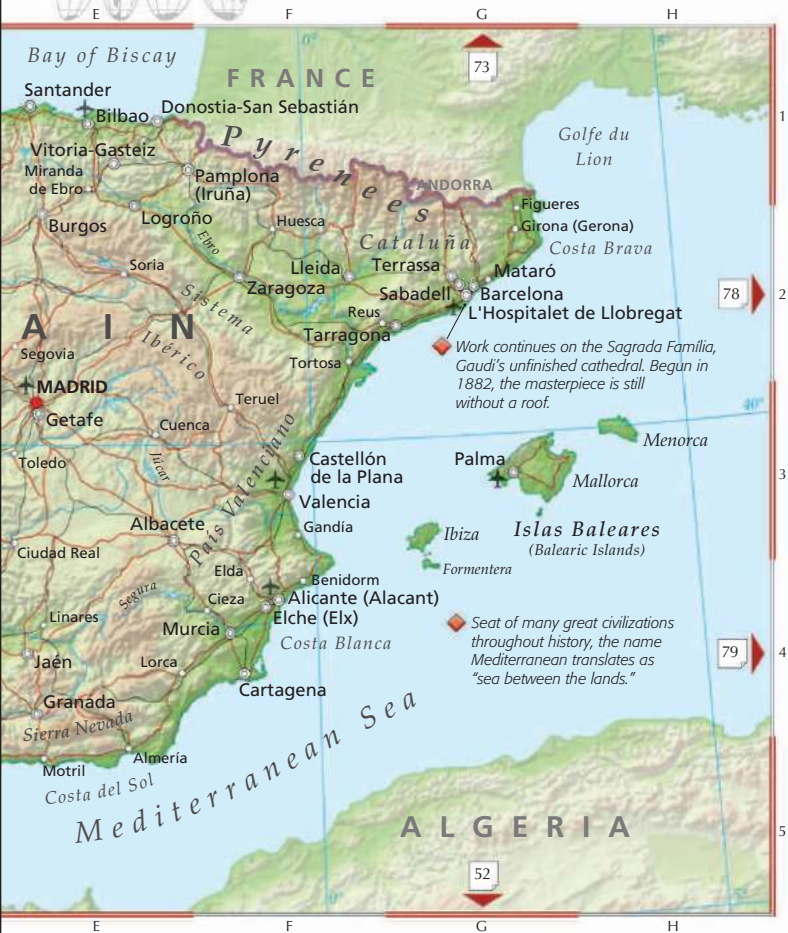 E F G H
Bay of Biscay
0°
5°
FRANCE
73
Santander
Bilbao
Donostia-San Sebastián
1
Pyrenees
Golfe du
Lion
Vitoria-Gasteiz
Miranda
de Ebro
Pamplona
(Iruña)
ANDORRA
Figueres
Burgos
Logroño
Huesca
Girona (Gerona)
Ebro
Cataluña
Costa Brava
Soria
Lleida
Terrassa
Mataró
Zaragoza
Sabadell
Barcelona
78
2
Sistema
Ibérico
Reus
L'Hospitalet de Llobregat
AIN
Tarragona
Segovia
Tortosa
Work continues on the Sagrada Família,
Gaudi's unfinished cathedral. Begun in
1882, the masterpiece is still
without a roof.
MADRID
Getafe
Teruel
40°
Cuenca
Menorca
Toledo
Júcar
País Valenciano
Castellón
de la Plana
Palma
Mallorca
3
Valencia
Albacete
Gandía
Ibiza
Islas Baleares
(Balearic Islands)
Ciudad Real
Formentera
Elda
Benidorm
Segura
Cieza
Alicante (Alacant)
Linares
Elche (Elx)
Murcia
Costa Blanca
Seat of many great civilizations
throughout history, the name
Mediterranean translates as
"sea between the lands."
79
4
Jaén
Lorca
Cartagena
Granada
Sierra Nevada
Almería
Motril
Costa del Sol
Mediterranean Sea
ALGERIA
5
52
0°
5°
E F G H